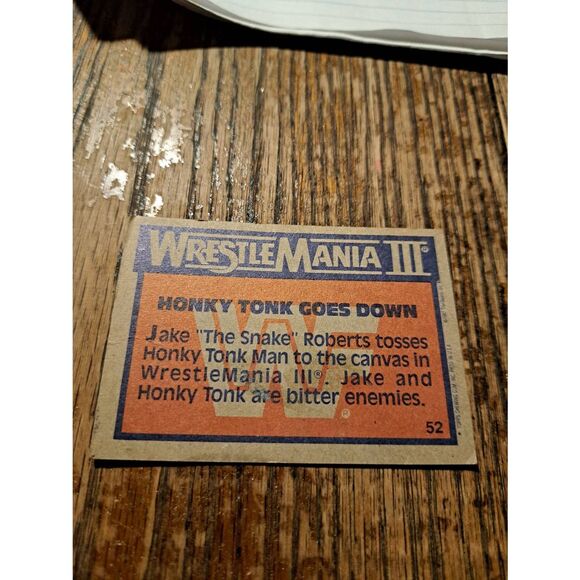 WRESTLEMANIA III®
HONKY TONK GOES DOWN
Jake "The Snake" Roberts tosses
Honky Tonk Man to the canvas in
WrestleMania III®. Jake and
Honky Tonk are bitter enemies.
®
52